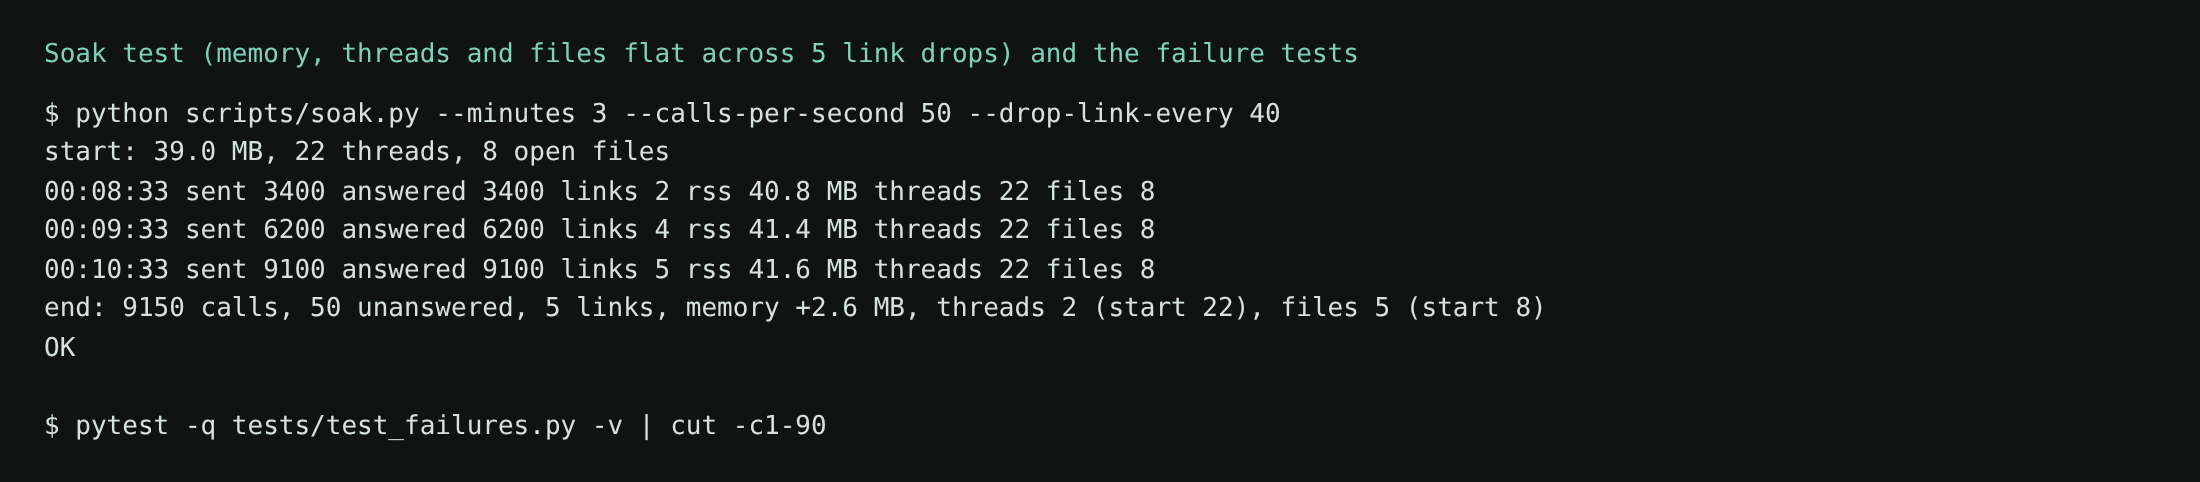 Soak test (memory, threads and files flat across 5 link drops) and the failure tests
$ python scripts/soak.py --minutes 3 --calls-per-second 50 --drop-link-every 40
start: 39.0 MB, 22 threads, 8 open files
00:08:33 sent 3400 answered 3400 links 2 rss 40.8 MB threads 22 files 8
00:09:33 sent 6200 answered 6200 links 4 rss 41.4 MB threads 22 files 8
00:10:33 sent 9100 answered 9100 links 5 rss 41.6 MB threads 22 files 8
end: 9150 calls, 50 unanswered, 5 links, memory +2.6 MB, threads 2 (start 22), files 5 (start 8)
OK
$ pytest -q tests/test_failures.py -v | cut -c1-90